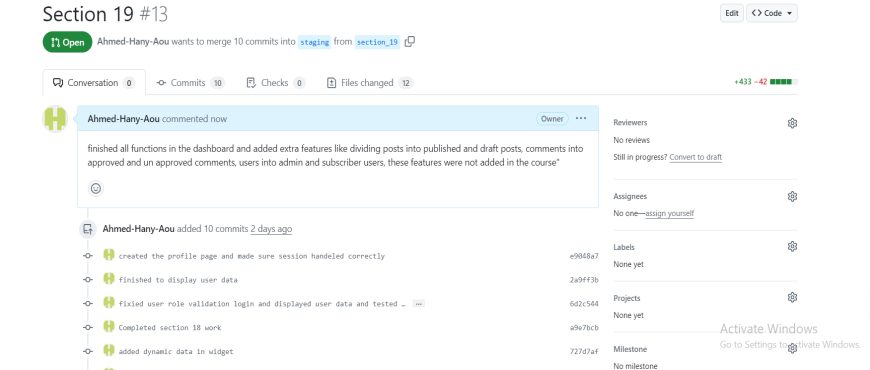 Section 19 #13
Edit
Code
Open
Ahmed-Hany-Aou wants to merge 10 commits into staging from section_19
Conversation 0
Commits 10
Checks 0
Files changed 12
+433 −42
Ahmed-Hany-Aou commented now
Owner
finished all functions in the dashboard and added extra features like dividing posts into published and draft posts, comments into
approved and un approved comments, users into admin and subscriber users, these features were not added in the course"
Ahmed-Hany-Aou added 10 commits 2 days ago
created the profile page and made sure session handeled correctly e9048a7
finished to display user data 2a9ff3b
fixied user role validation login and displayed user data and tested … 6d2c544
Completed section 18 work a9e7bcb
added dynamic data in widget 727d7af
Reviewers
No reviews
Still in progress? Convert to draft
Assignees
No one—assign yourself
Labels
None yet
Projects
None yet
Milestone
No milestone
Activate Windows
Go to Settings to activate Windows.